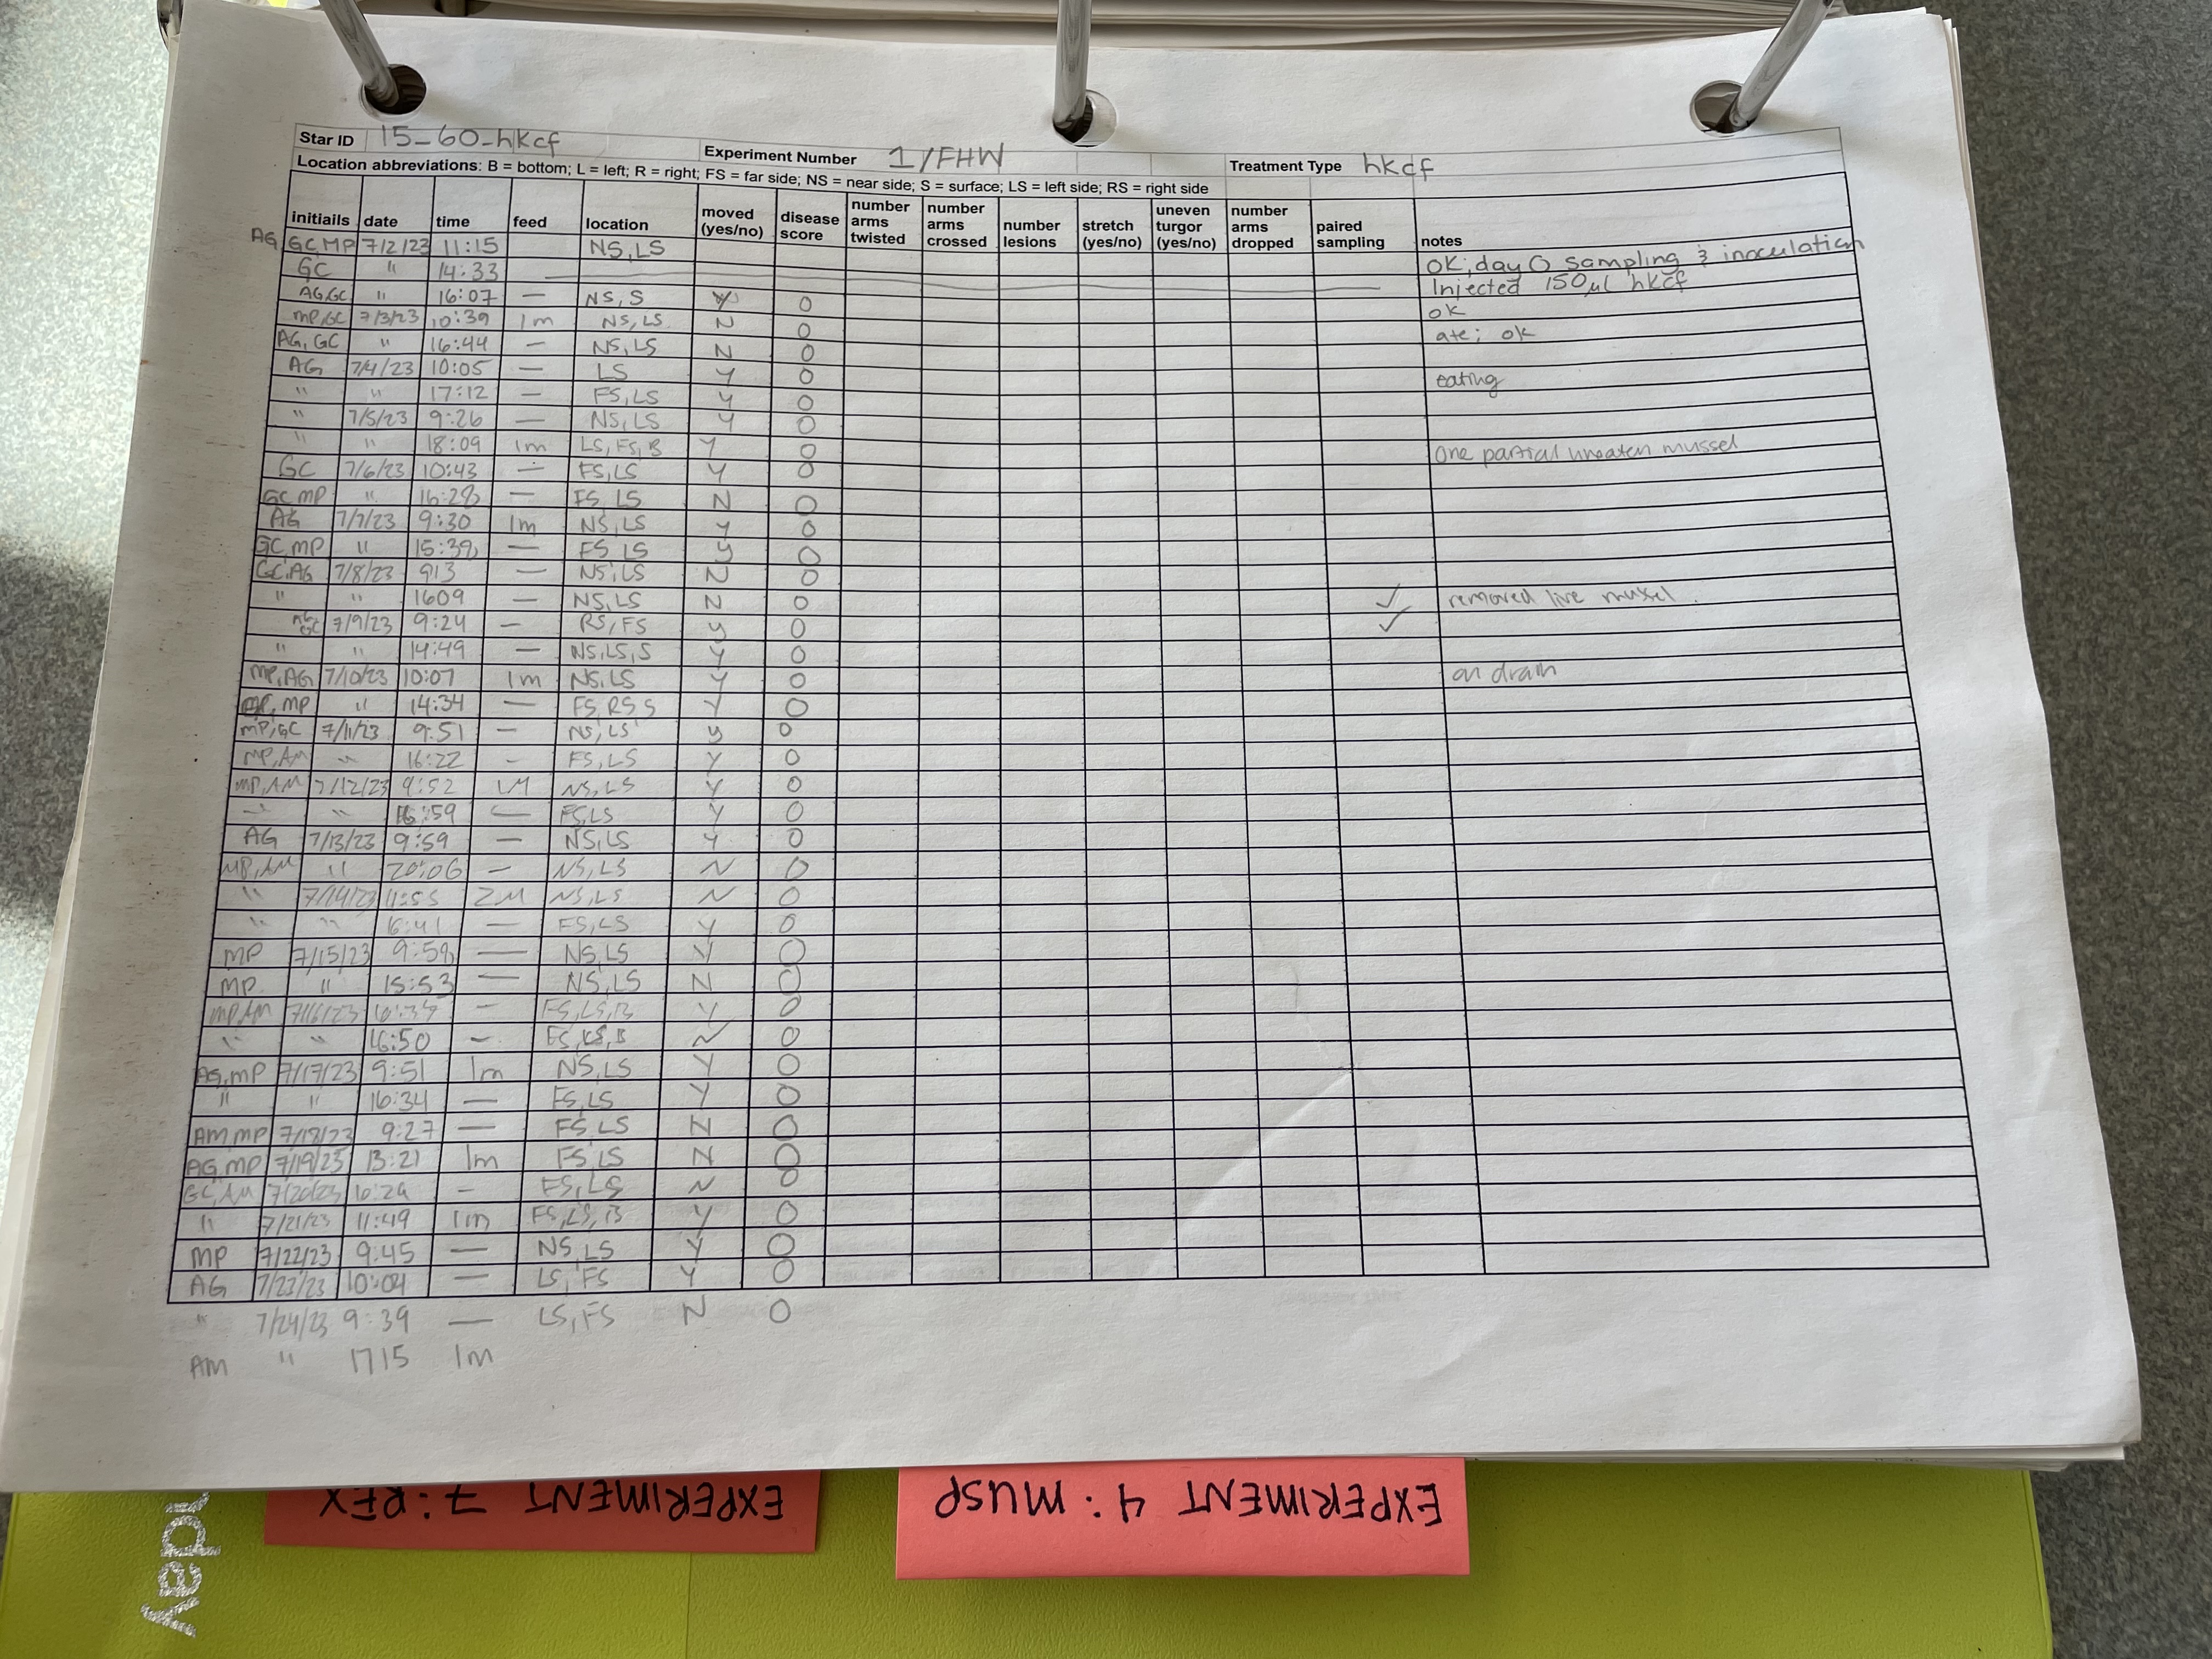 Star ID 15_60_hkcf Experiment Number 1/FHW Treatment Type hkcf
Location abbreviations: B = bottom; L = left; R = right; FS = far side; NS = near side; S = surface; LS = left side; RS = right side
initiails date time feed location moved (yes/no) disease score number arms twisted number arms crossed number lesions stretch (yes/no) uneven turgor (yes/no) number arms dropped paired sampling notes
AG, GC, MP 7/2/23 11:15 NS, LS OK; day 0 sampling & inoculation
GC " 14:33 Injected 150µl hkcf
AG, GC " 16:07 — NS, S Y 0 OK
MP, GC 7/3/23 10:39 1m NS, LS N 0 ate; ok
AG, GC " 16:44 — NS, LS N 0
AG 7/4/23 10:05 — LS Y 0 eating
" " 17:12 — FS, LS Y 0
" 7/5/23 9:26 — NS, LS Y 0
" " 18:09 1m LS, FS, B Y 0 One partial uneaten mussel
GC 7/6/23 10:43 — FS, LS Y 0
GC, MP " 16:28 — FS, LS N 0
AG 7/7/23 9:30 1m NS, LS Y 0
GC, MP " 15:39 — FS, LS y 0
GC, AG 7/8/23 913 — NS, LS N 0
" " 1609 — NS, LS N 0 ✓ removed live mussel.
GC 7/9/23 9:24 — RS, FS y 0 ✓
" " 14:49 — NS, LS, S Y 0
MP, AG 7/10/23 10:07 1m NS, LS Y 0 on drain
MP " 14:34 — FS, RS S Y 0
MP, GC 7/11/23 9:51 — NS, LS y 0
MP, AM " 16:22 - FS, LS Y 0
MP, AM 7/12/23 9:52 1M NS, LS Y 0
" " 16:59 — FS, LS Y 0
AG 7/13/23 9:59 — NS, LS Y 0
MP, AM " 20:06 — NS, LS N 0
" 7/14/23 11:55 2M NS, LS N 0
" " 16:41 — FS, LS Y 0
MP 7/15/23 9:58 — NS, LS 0
MP " 15:53 — NS, LS N 0
MP, AM 7/16/23 - FS, LS, B Y 0
" " 16:50 — FS, LS, B N 0
AG, MP 7/17/23 9:51 1m NS, LS Y 0
" " 16:34 — FS, LS Y 0
AM, MP 7/18/23 9:27 — FS, LS N 0
AG, MP 7/19/23 13:21 1m FS, LS N 0
GC, AM 7/20/23 10:29 - FS, LS N 0
" 7/21/23 11:49 1m FS, LS, B Y 0
MP 7/22/23 9:45 — NS, LS Y 0
AG 7/23/23 10:04 — LS, FS Y 0
" 7/24/23 9:39 — LS, FS N 0
AM " 1715 1m
EXPERIMENT 7: REX
EXPERIMENT 4: MUSP
nday